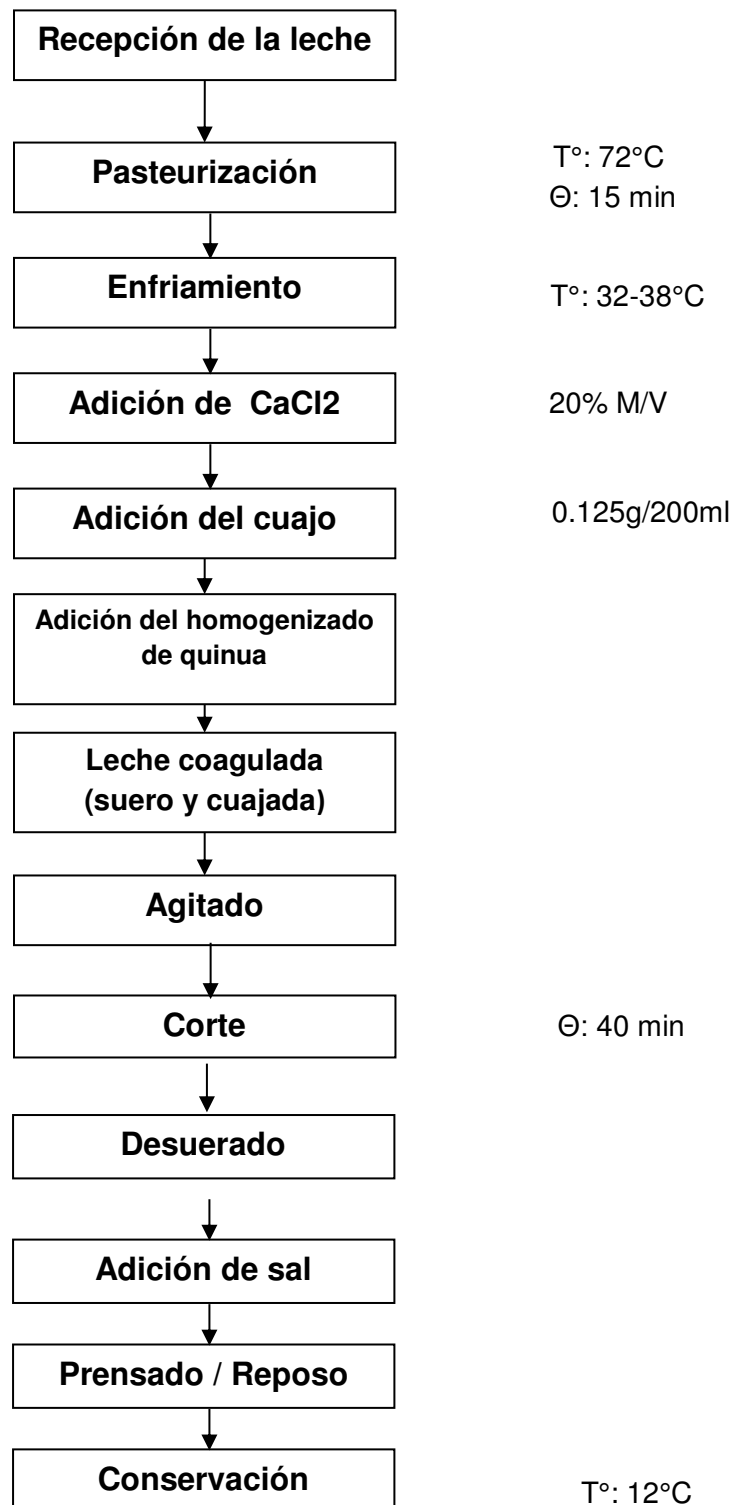 Recepción de la leche
Pasteurización
T°: 72°C
Θ: 15 min
Enfriamiento
T°: 32-38°C
Adición de CaCl2
20% M/V
Adición del cuajo
0.125g/200ml
Adición del homogenizado
de quinua
Leche coagulada
(suero y cuajada)
Agitado
Corte
Θ: 40 min
Desuerado
Adición de sal
Prensado / Reposo
Conservación
T°: 12°C